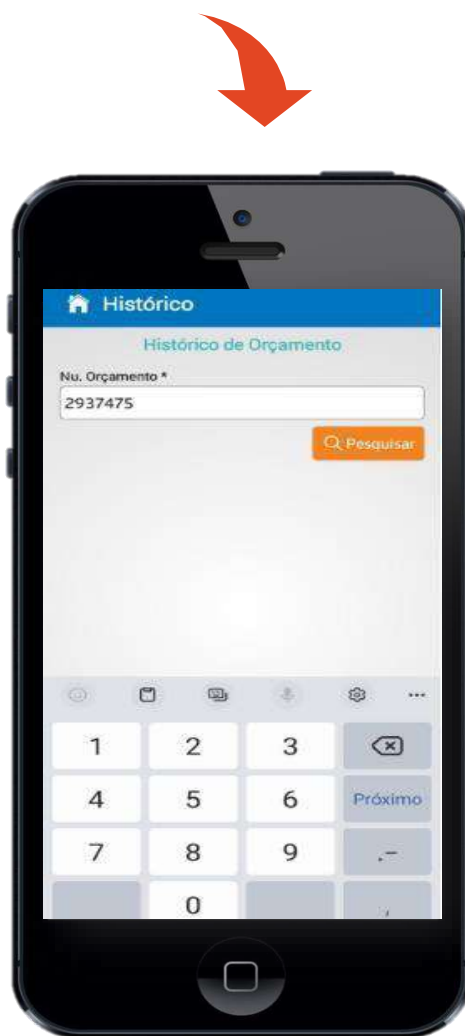 Histórico
Histórico de Orçamento
Nu. Orçamento *
2937475
Pesquisar
1 2 3
4 5 6 Próximo
7 8 9 .-
0 ,